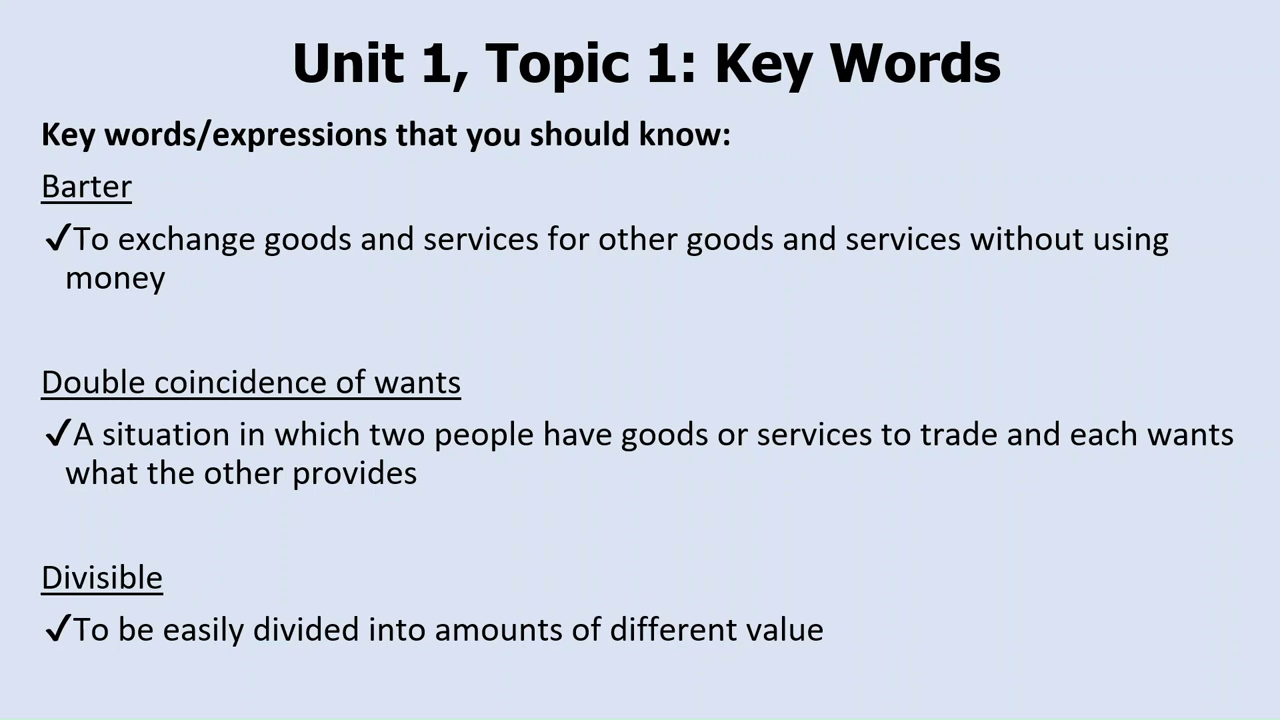 Unit 1, Topic 1: Key Words
Key words/expressions that you should know:
Barter
✓To exchange goods and services for other goods and services without using
money
Double coincidence of wants
✓A situation in which two people have goods or services to trade and each wants
what the other provides
Divisible
✓To be easily divided into amounts of different value